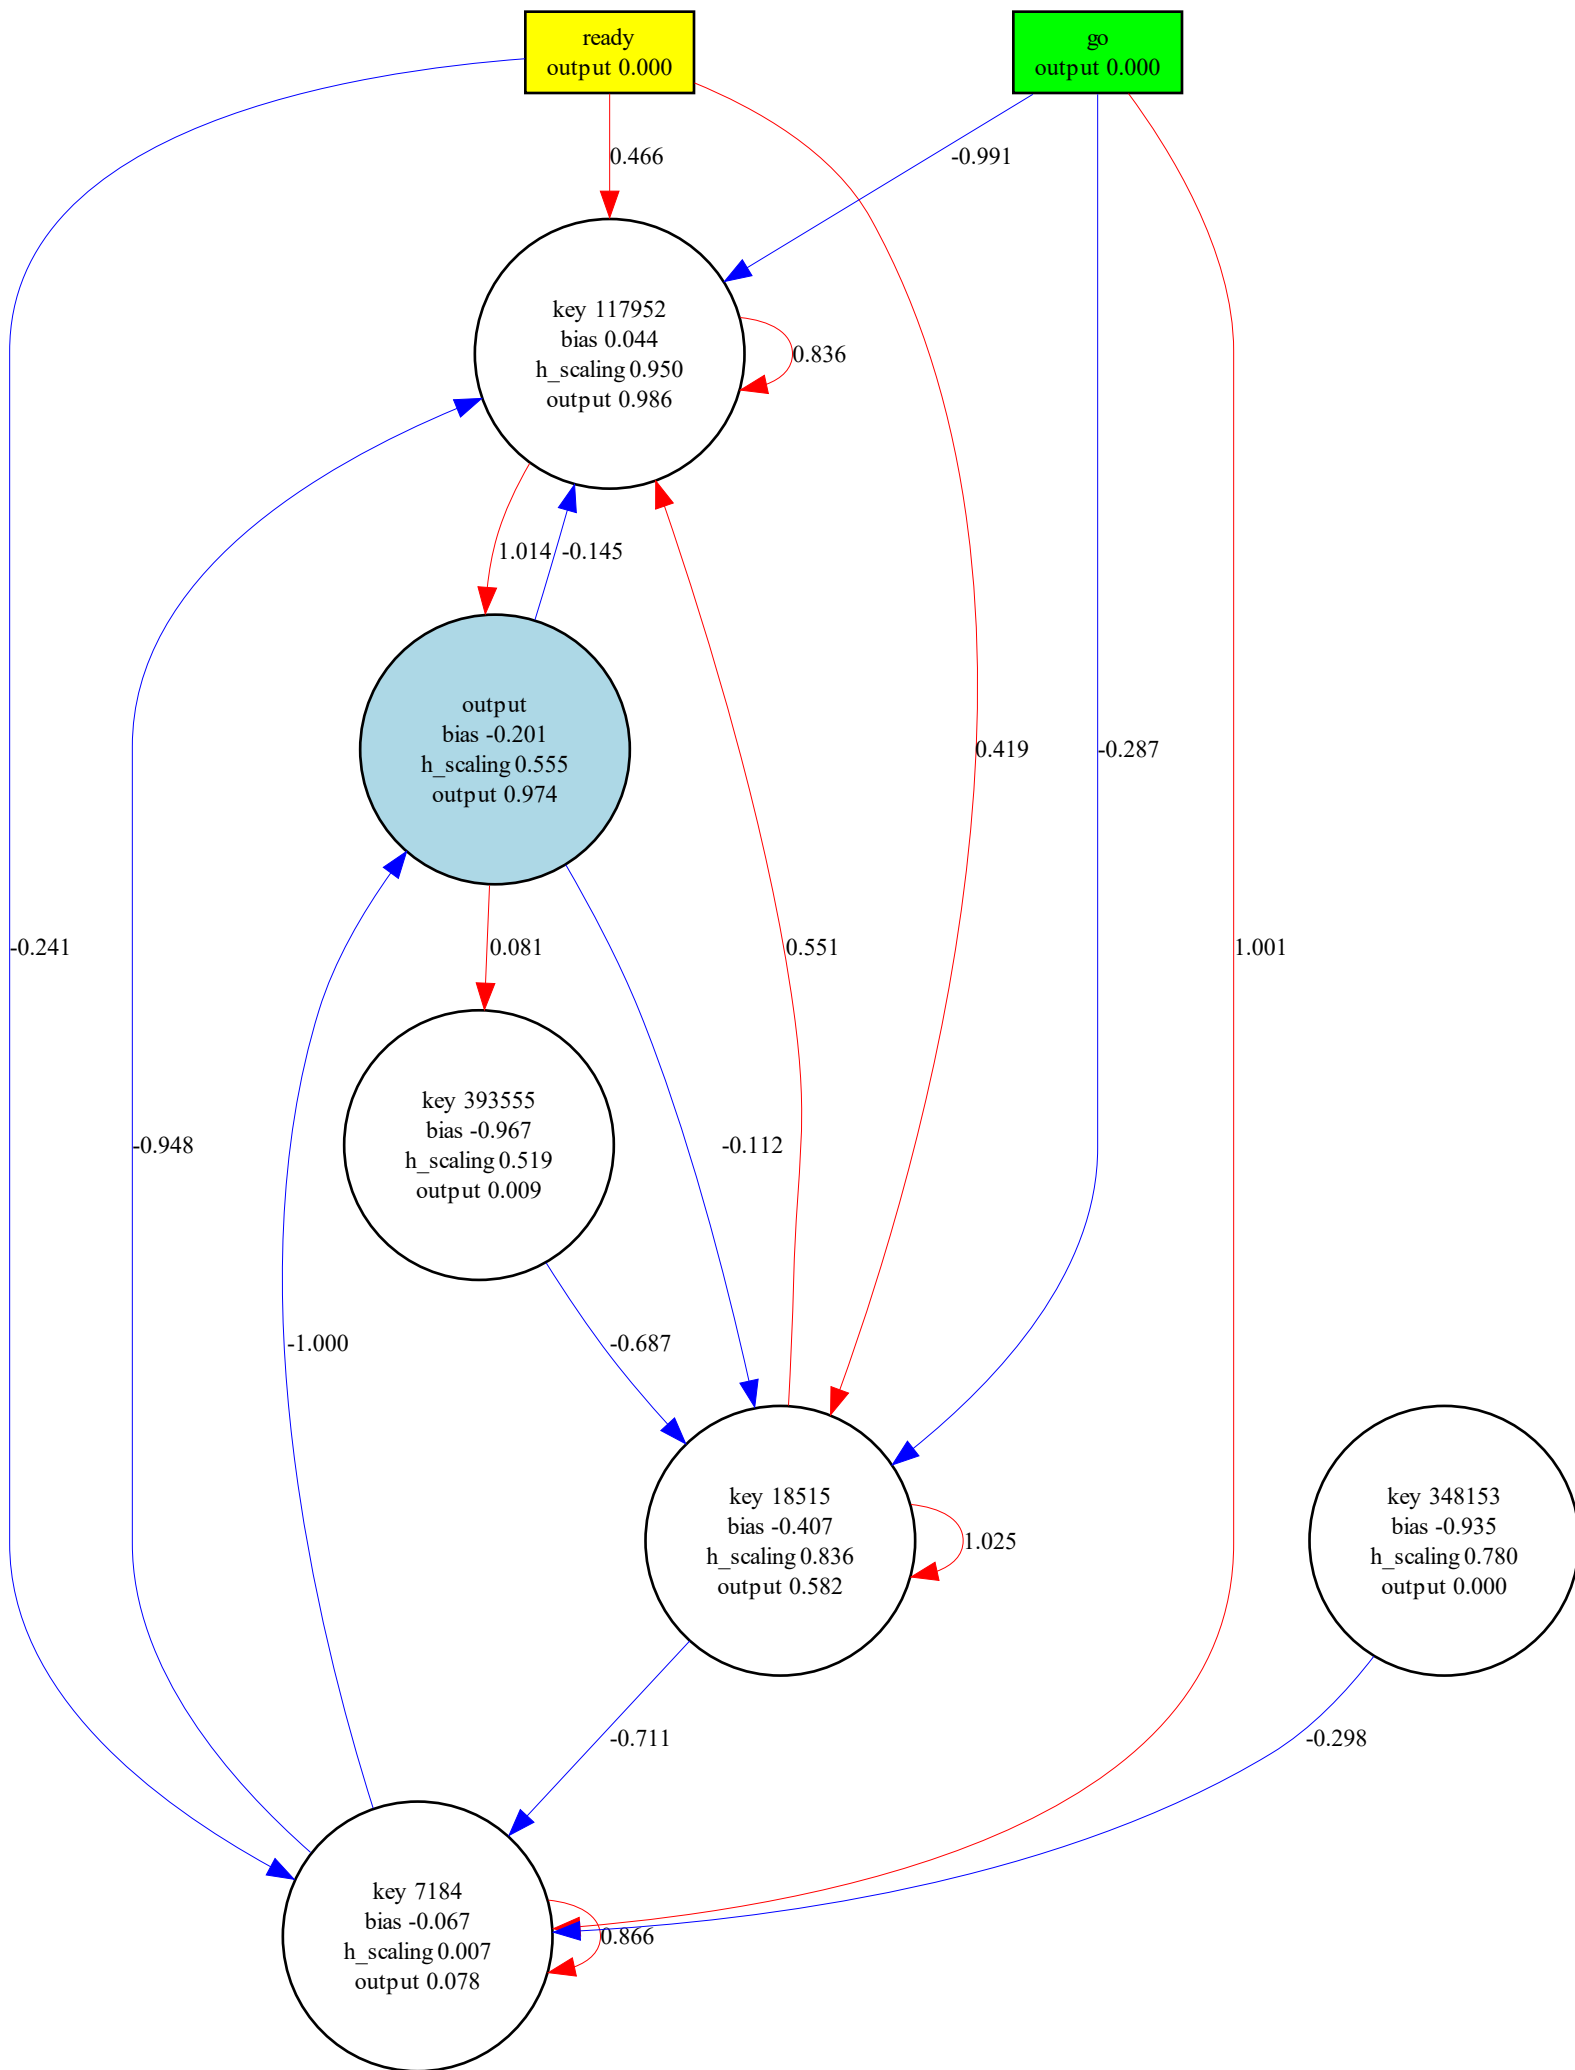 ready
output 0.000
go
output 0.000
0.466
-0.991
key 117952
bias 0.044
h_scaling 0.950
output 0.986
0.836
1.014
-0.145
output
bias -0.201
h_scaling 0.555
output 0.974
0.419
-0.287
-0.241
0.081
0.551
1.001
key 393555
bias -0.967
h_scaling 0.519
output 0.009
-0.948
-0.112
-1.000
-0.687
key 18515
bias -0.407
h_scaling 0.836
output 0.582
1.025
key 348153
bias -0.935
h_scaling 0.780
output 0.000
-0.711
-0.298
key 7184
bias -0.067
h_scaling 0.007
output 0.078
0.866